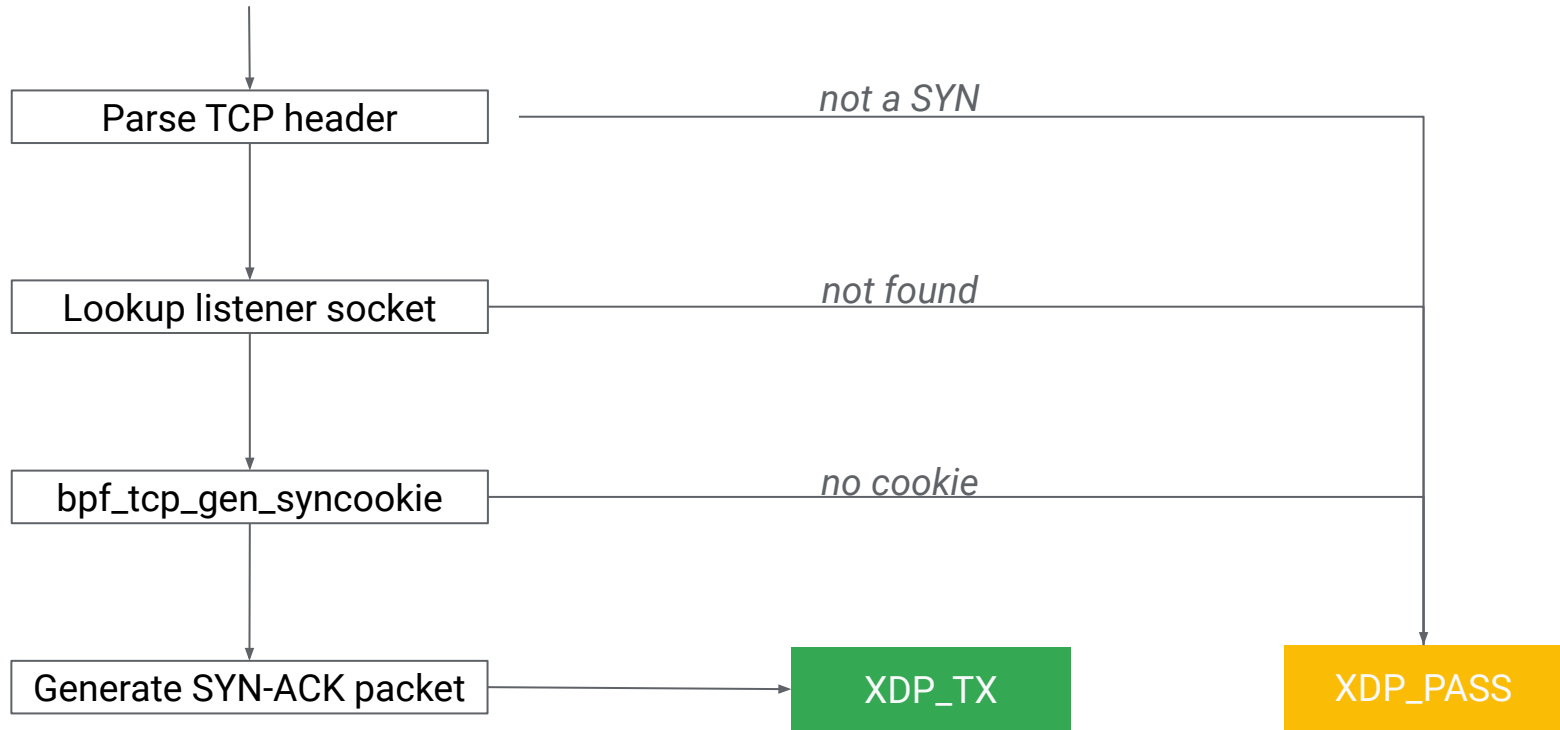 not a SYN
Parse TCP header
not found
Lookup listener socket
no cookie
bpf_tcp_gen_syncookie
Generate SYN-ACK packet
XDP_TX
XDP_PASS